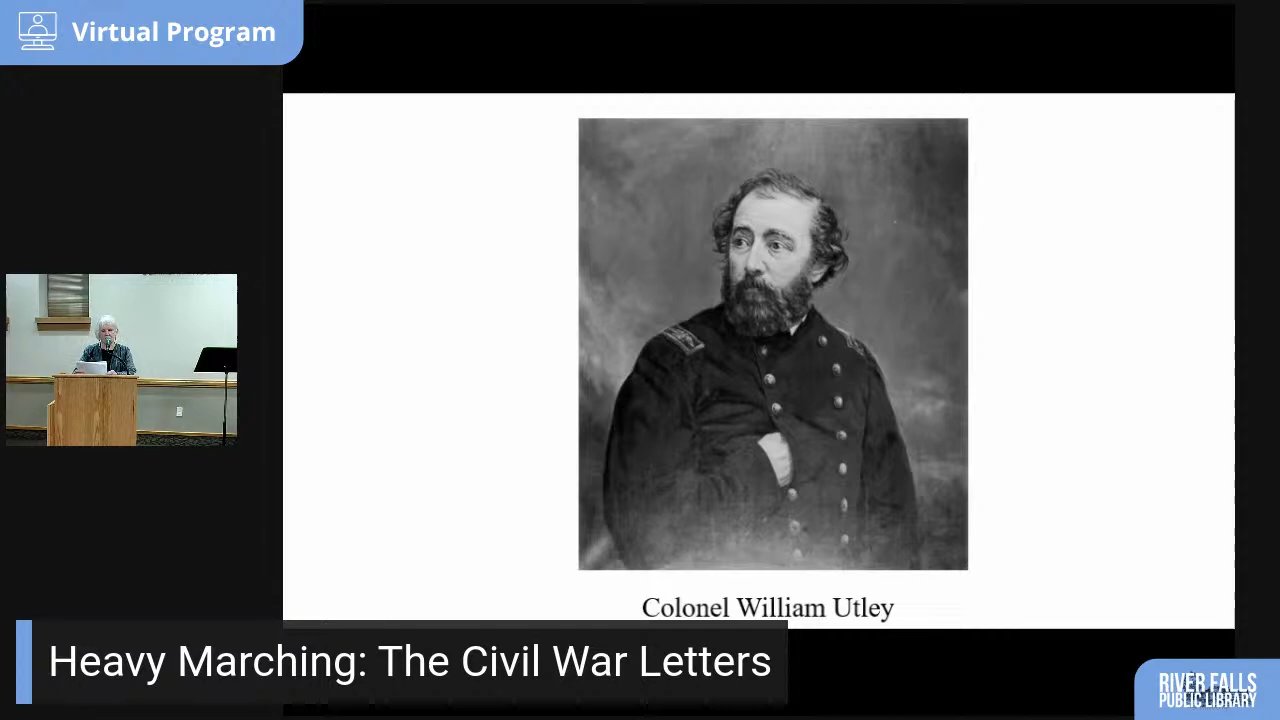 Virtual Program
Colonel William Utley
Heavy Marching: The Civil War Letters
RIVER FALLS
PUBLIC LIBRARY